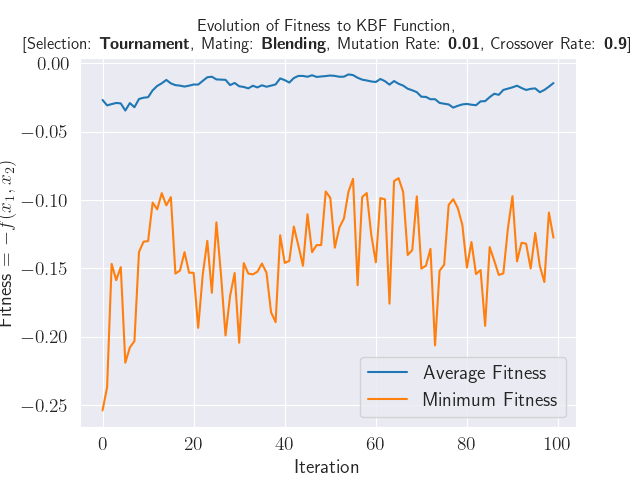 Evolution of Fitness to KBF Function,
[Selection: Tournament, Mating: Blending, Mutation Rate: 0.01, Crossover Rate: 0.9]
0.00
−0.05
−0.10
−0.15
−0.20
−0.25
Fitness = −f(x₁, x₂)
Average Fitness
Minimum Fitness
0 20 40 60 80 100
Iteration